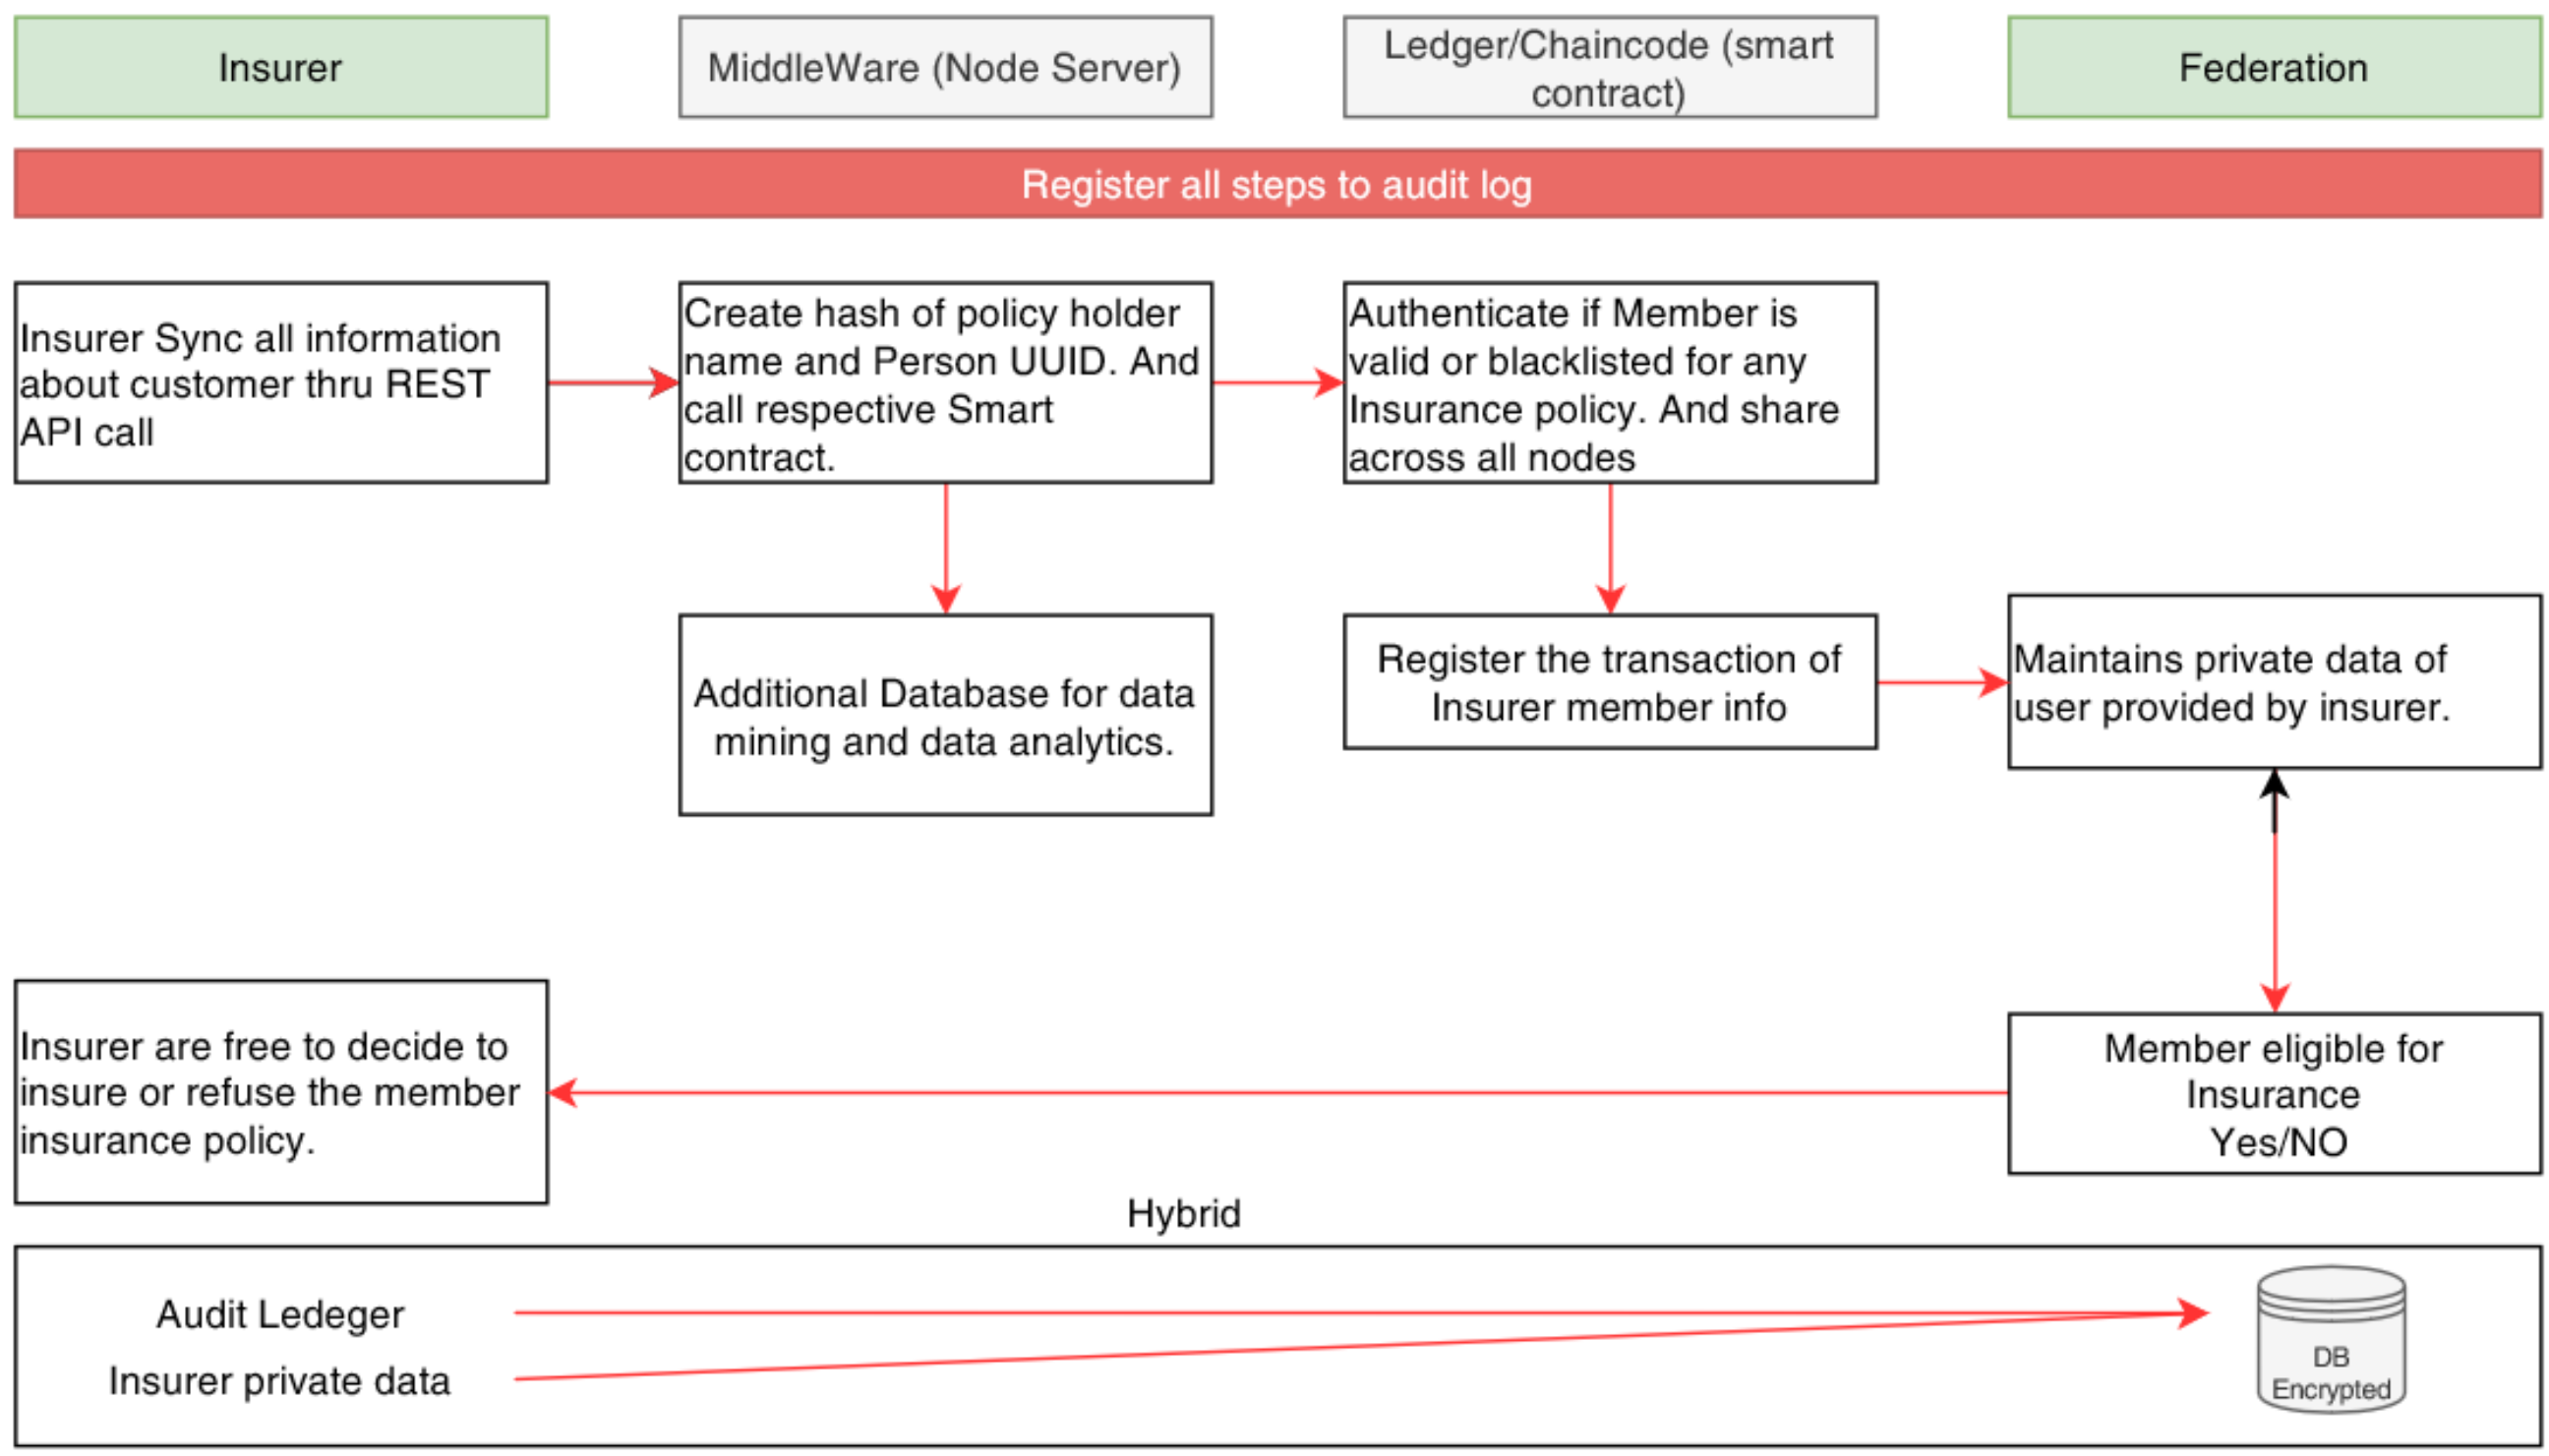 Insurer
MiddleWare (Node Server)
Ledger/Chaincode (smart
contract)
Federation
Register all steps to audit log
Insurer Sync all information
about customer thru REST
API call
Create hash of policy holder
name and Person UUID. And
call respective Smart
contract.
Authenticate if Member is
valid or blacklisted for any
Insurance policy. And share
across all nodes
Additional Database for data
mining and data analytics.
Register the transaction of
Insurer member info
Maintains private data of
user provided by insurer.
Insurer are free to decide to
insure or refuse the member
insurance policy.
Member eligible for
Insurance
Yes/NO
Hybrid
Audit Ledeger
Insurer private data
DB
Encrypted